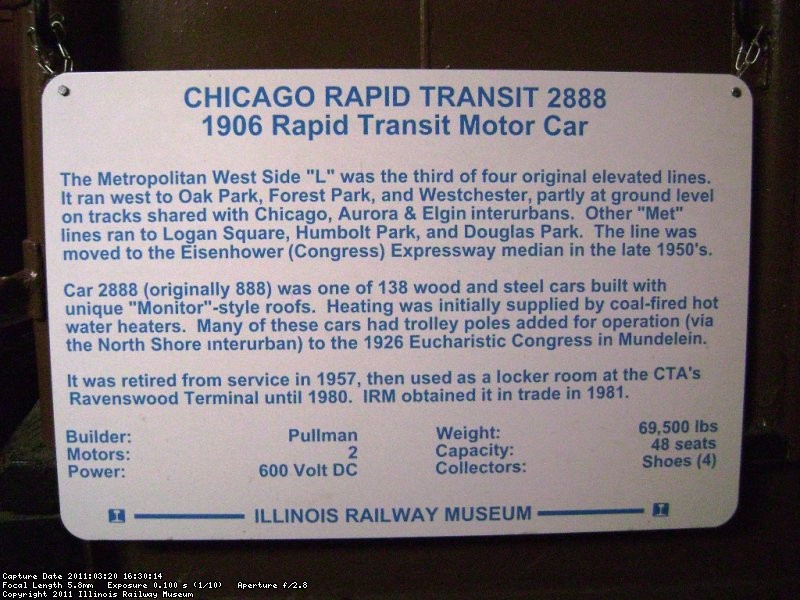 CHICAGO RAPID TRANSIT 2888
1906 Rapid Transit Motor Car
The Metropolitan West Side "L" was the third of four original elevated lines.
It ran west to Oak Park, Forest Park, and Westchester, partly at ground level
on tracks shared with Chicago, Aurora & Elgin interurbans. Other "Met"
lines ran to Logan Square, Humbolt Park, and Douglas Park. The line was
moved to the Eisenhower (Congress) Expressway median in the late 1950's.
Car 2888 (originally 888) was one of 138 wood and steel cars built with
unique "Monitor"-style roofs. Heating was initially supplied by coal-fired hot
water heaters. Many of these cars had trolley poles added for operation (via
the North Shore interurban) to the 1926 Eucharistic Congress in Mundelein.
It was retired from service in 1957, then used as a locker room at the CTA's
Ravenswood Terminal until 1980. IRM obtained it in trade in 1981.
Builder: Pullman Weight: 69,500 lbs
Motors: 2 Capacity: 48 seats
Power: 600 Volt DC Collectors: Shoes (4)
ILLINOIS RAILWAY MUSEUM
Capture Date 2011:03:20 16:30:14
Focal Length 5.8mm Exposure 0.100 s (1/10) Aperture f/2.8
Copyright 2011 Illinois Railway Museum